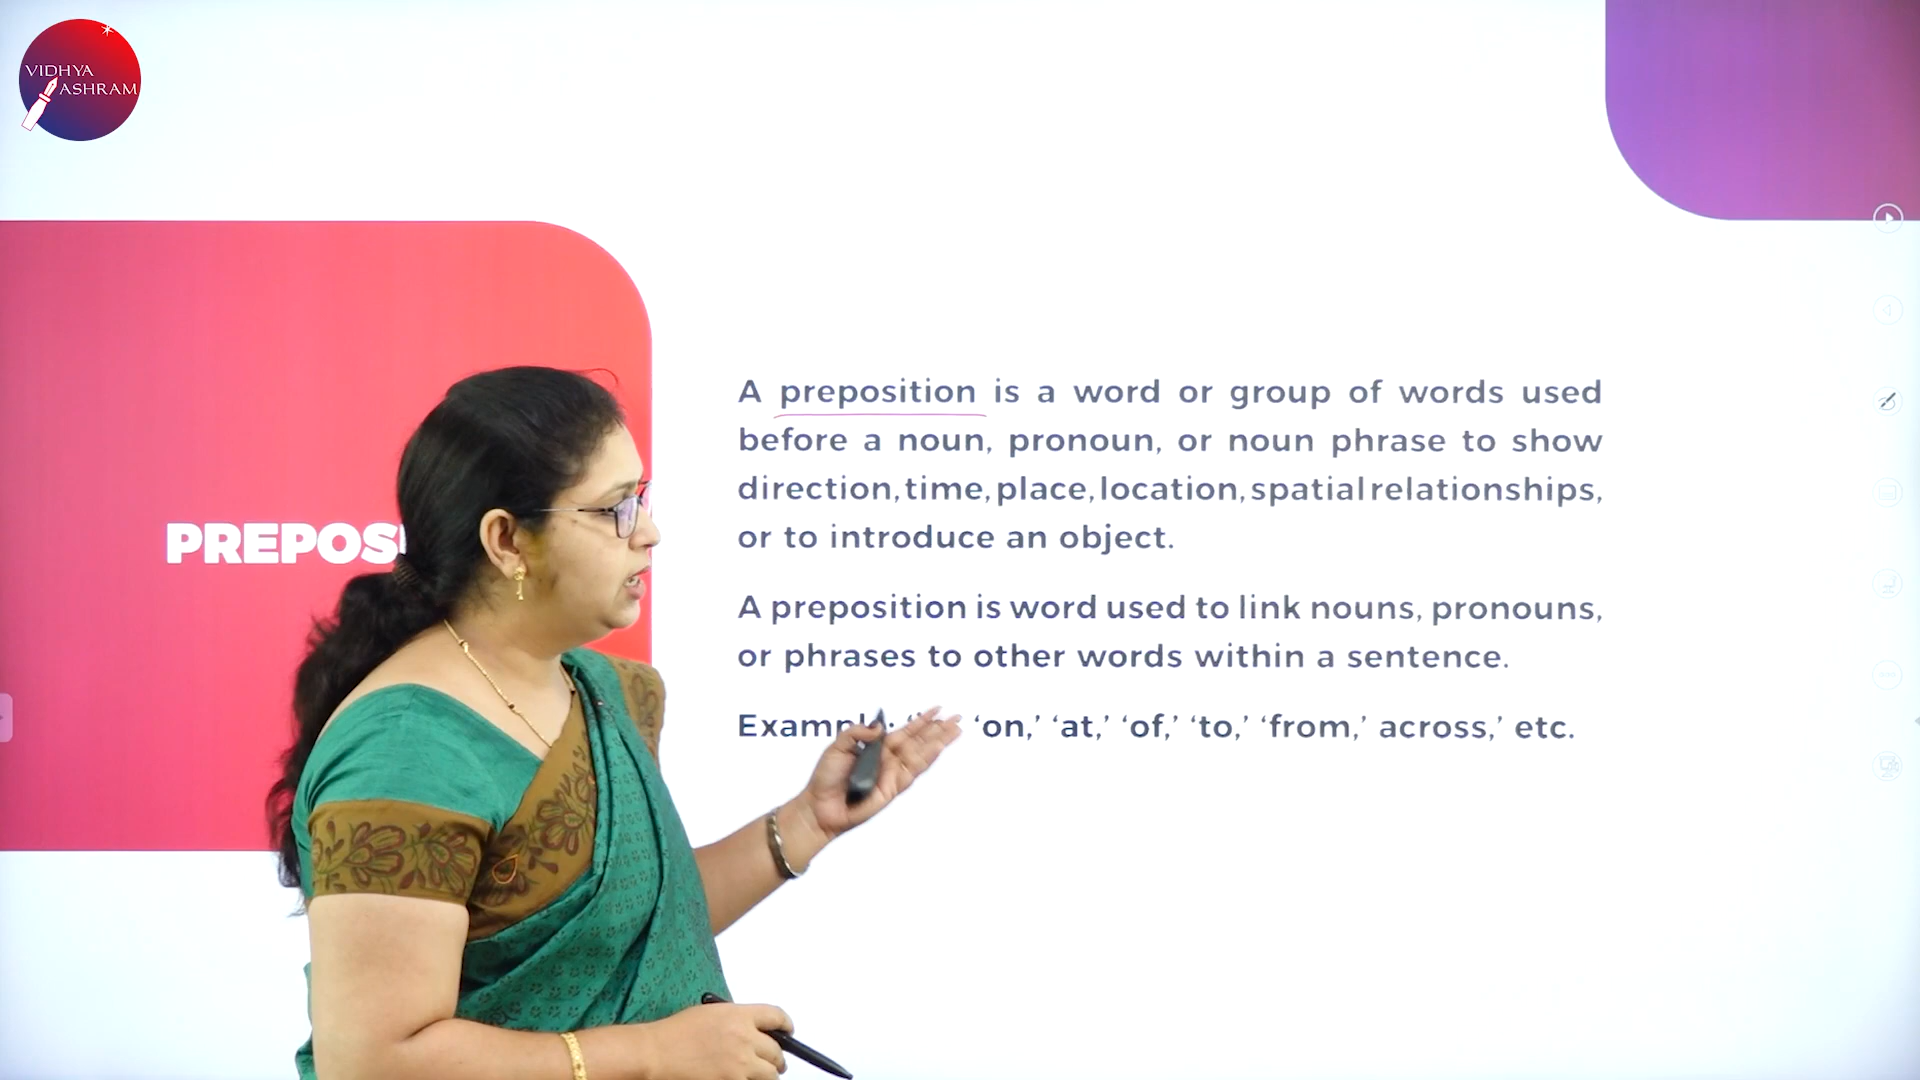 VIDHYA
ASHRAM
A preposition is a word or group of words used
before a noun, pronoun, or noun phrase to show
direction, time, place, location, spatial relationships,
or to introduce an object.
PREPOS
A preposition is word used to link nouns, pronouns,
or phrases to other words within a sentence.
‘on,’ ‘at,’ ‘of,’ ‘to,’ ‘from,’ across,’ etc.